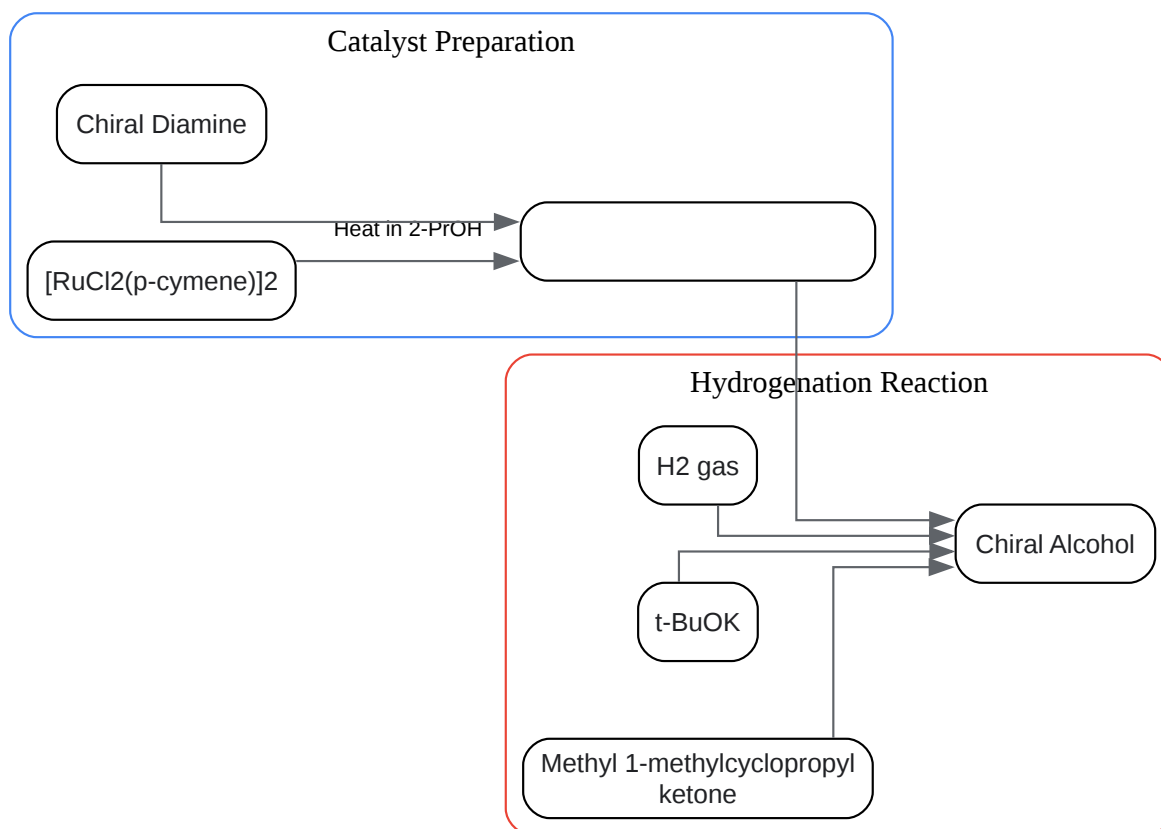 Catalyst Preparation
Chiral Diamine
Heat in 2-PrOH
[RuCl2(p-cymene)]2
Hydrogenation Reaction
H2 gas
Chiral Alcohol
t-BuOK
Methyl 1-methylcyclopropyl
ketone